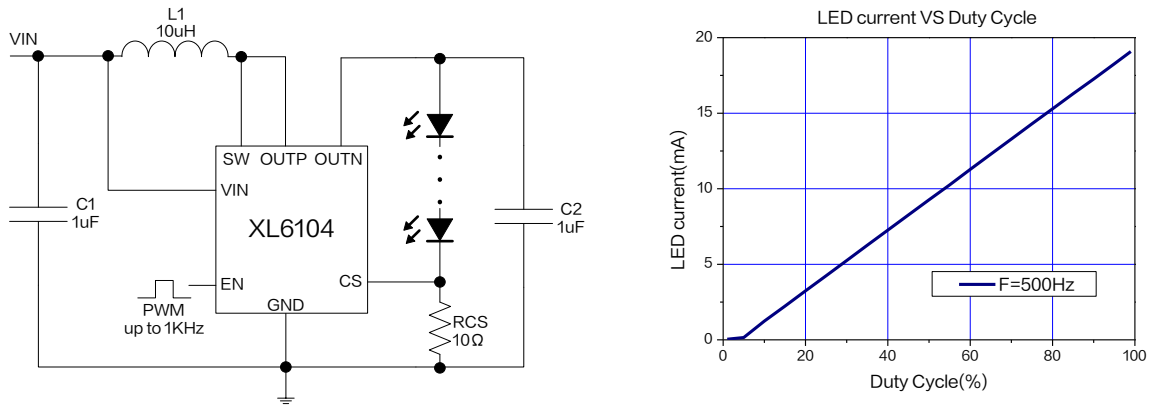 L1
10uH
VIN
SW OUTP OUTN
VIN
XL6104
C1
1uF
C2
1uF
EN
CS
GND
PWM
up to 1KHz
RCS
10Ω
LED current VS Duty Cycle
20
15
10
5
0
LED current(mA)
F=500Hz
0 20 40 60 80 100
Duty Cycle(%)